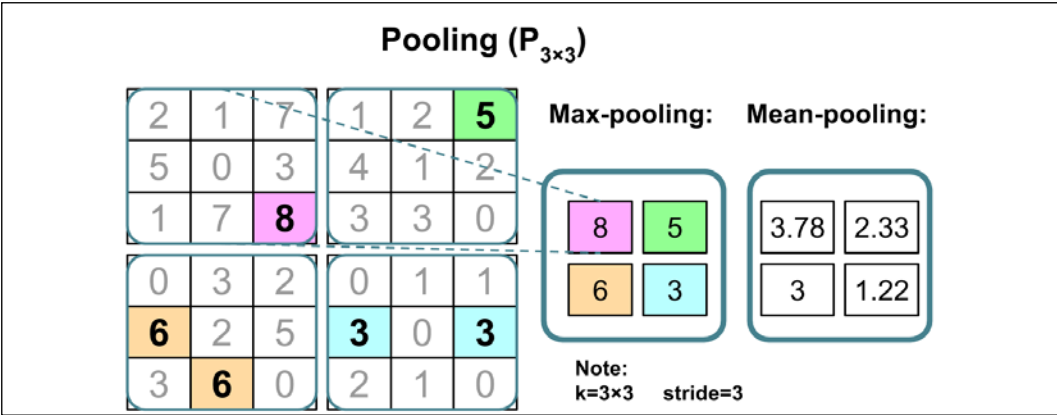 Pooling (P3×3)
Max-pooling: Mean-pooling:
2 1 7 1 2 5
5 0 3 4 1 2
1 7 8 3 3 0
0 3 2 0 1 1
6 2 5 3 0 3
3 6 0 2 1 0
8 5
6 3
3.78 2.33
3 1.22
Note:
k=3×3 stride=3